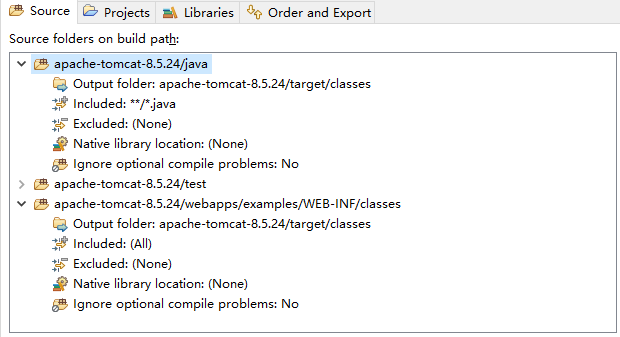 Source Projects Libraries Order and Export
Source folders on build path:
apache-tomcat-8.5.24/java
Output folder: apache-tomcat-8.5.24/target/classes
Included: **/*.java
Excluded: (None)
Native library location: (None)
Ignore optional compile problems: No
apache-tomcat-8.5.24/test
apache-tomcat-8.5.24/webapps/examples/WEB-INF/classes
Output folder: apache-tomcat-8.5.24/target/classes
Included: (All)
Excluded: (None)
Native library location: (None)
Ignore optional compile problems: No